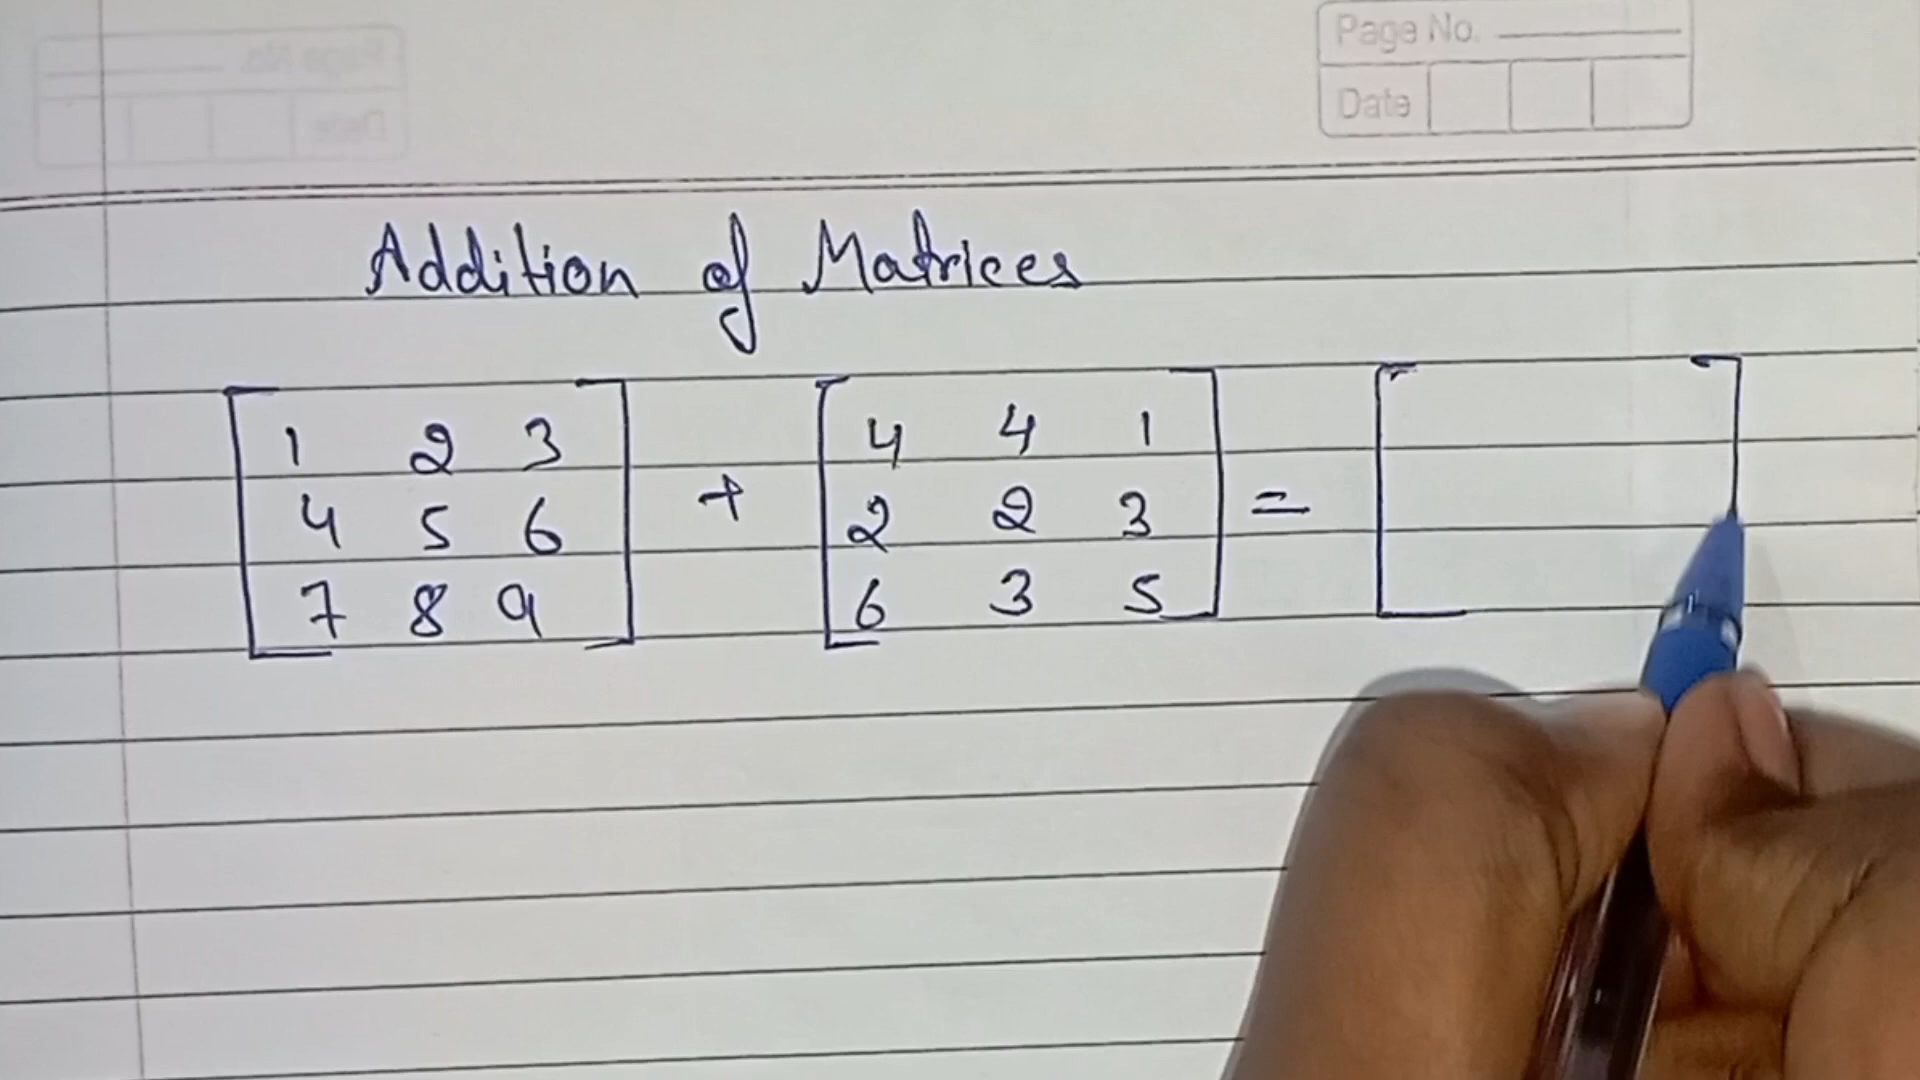 Page No.
Date
Addition of Matrices
1 2 3 4 4 1
4 5 6 + 2 2 3 =
7 8 9 6 3 5